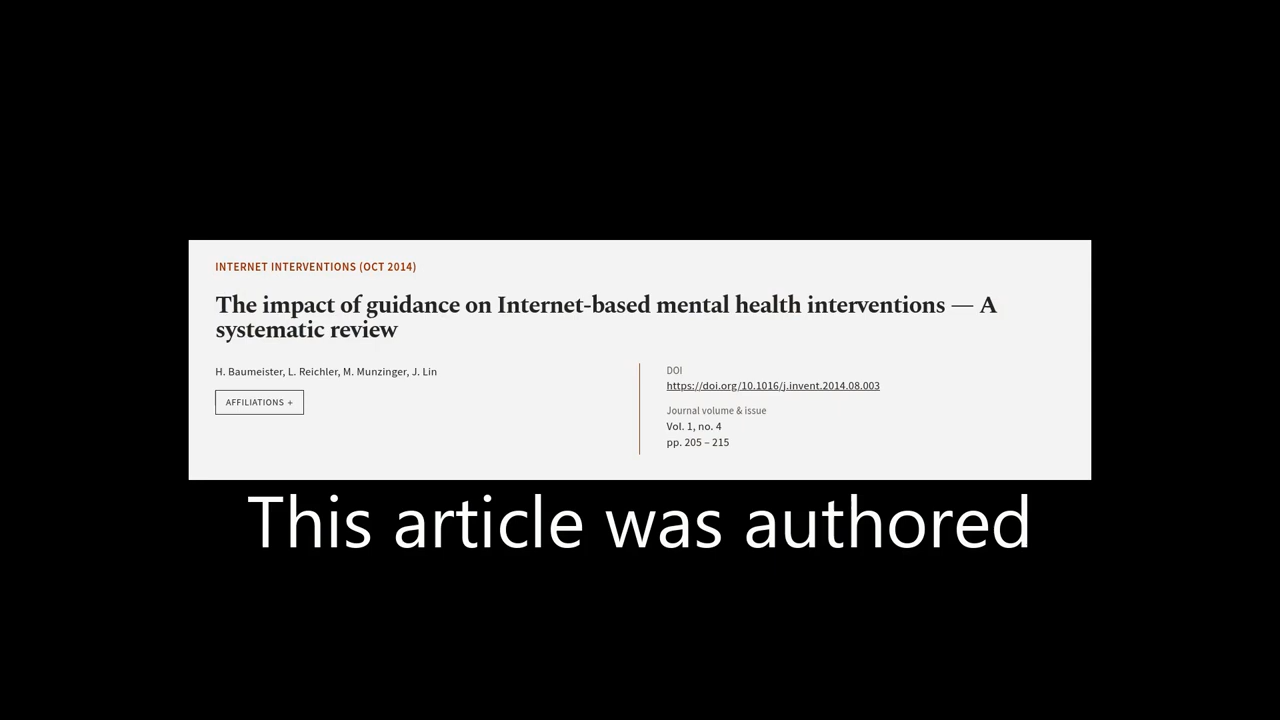 INTERNET INTERVENTIONS (OCT 2014)
The impact of guidance on Internet-based mental health interventions — A
systematic review
H. Baumeister, L. Reichler, M. Munzinger, J. Lin
AFFILIATIONS +
DOI
https://doi.org/10.1016/j.invent.2014.08.003
Journal volume & issue
Vol. 1, no. 4
pp. 205 – 215
This article was authored